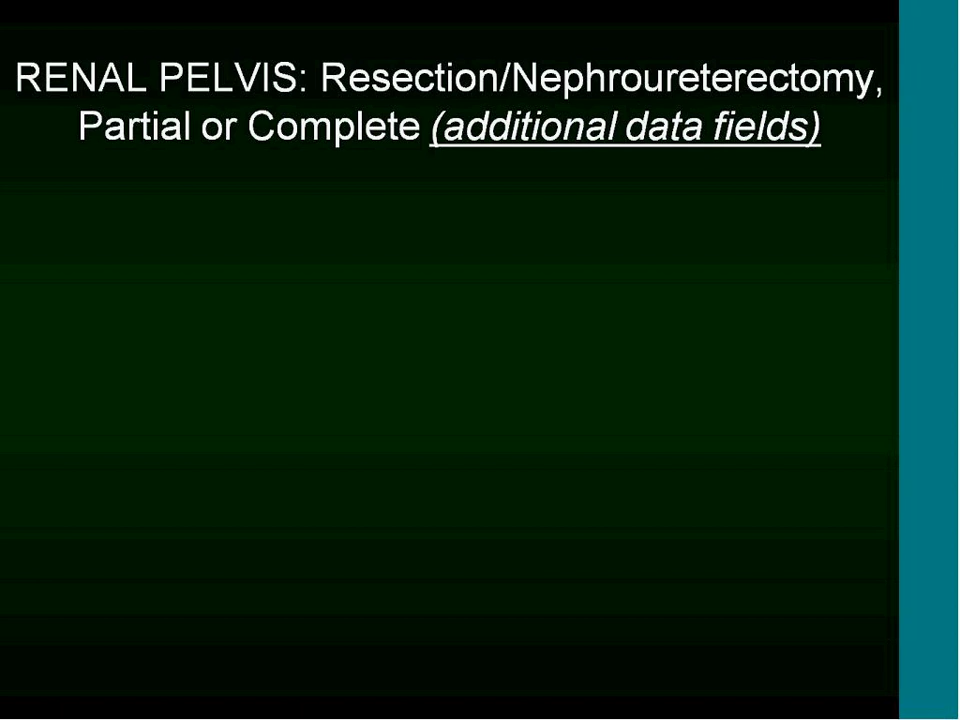 RENAL PELVIS: Resection/Nephroureterectomy,
Partial or Complete (additional data fields)